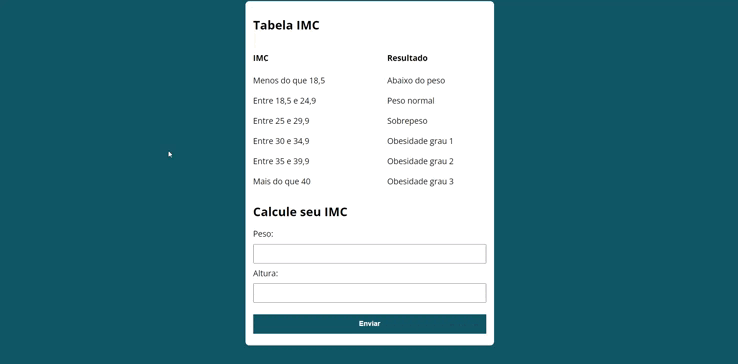 Tabela IMC
IMC Resultado
Menos do que 18,5 Abaixo do peso
Entre 18,5 e 24,9 Peso normal
Entre 25 e 29,9 Sobrepeso
Entre 30 e 34,9 Obesidade grau 1
Entre 35 e 39,9 Obesidade grau 2
Mais do que 40 Obesidade grau 3
Calcule seu IMC
Peso:
Altura:
Enviar